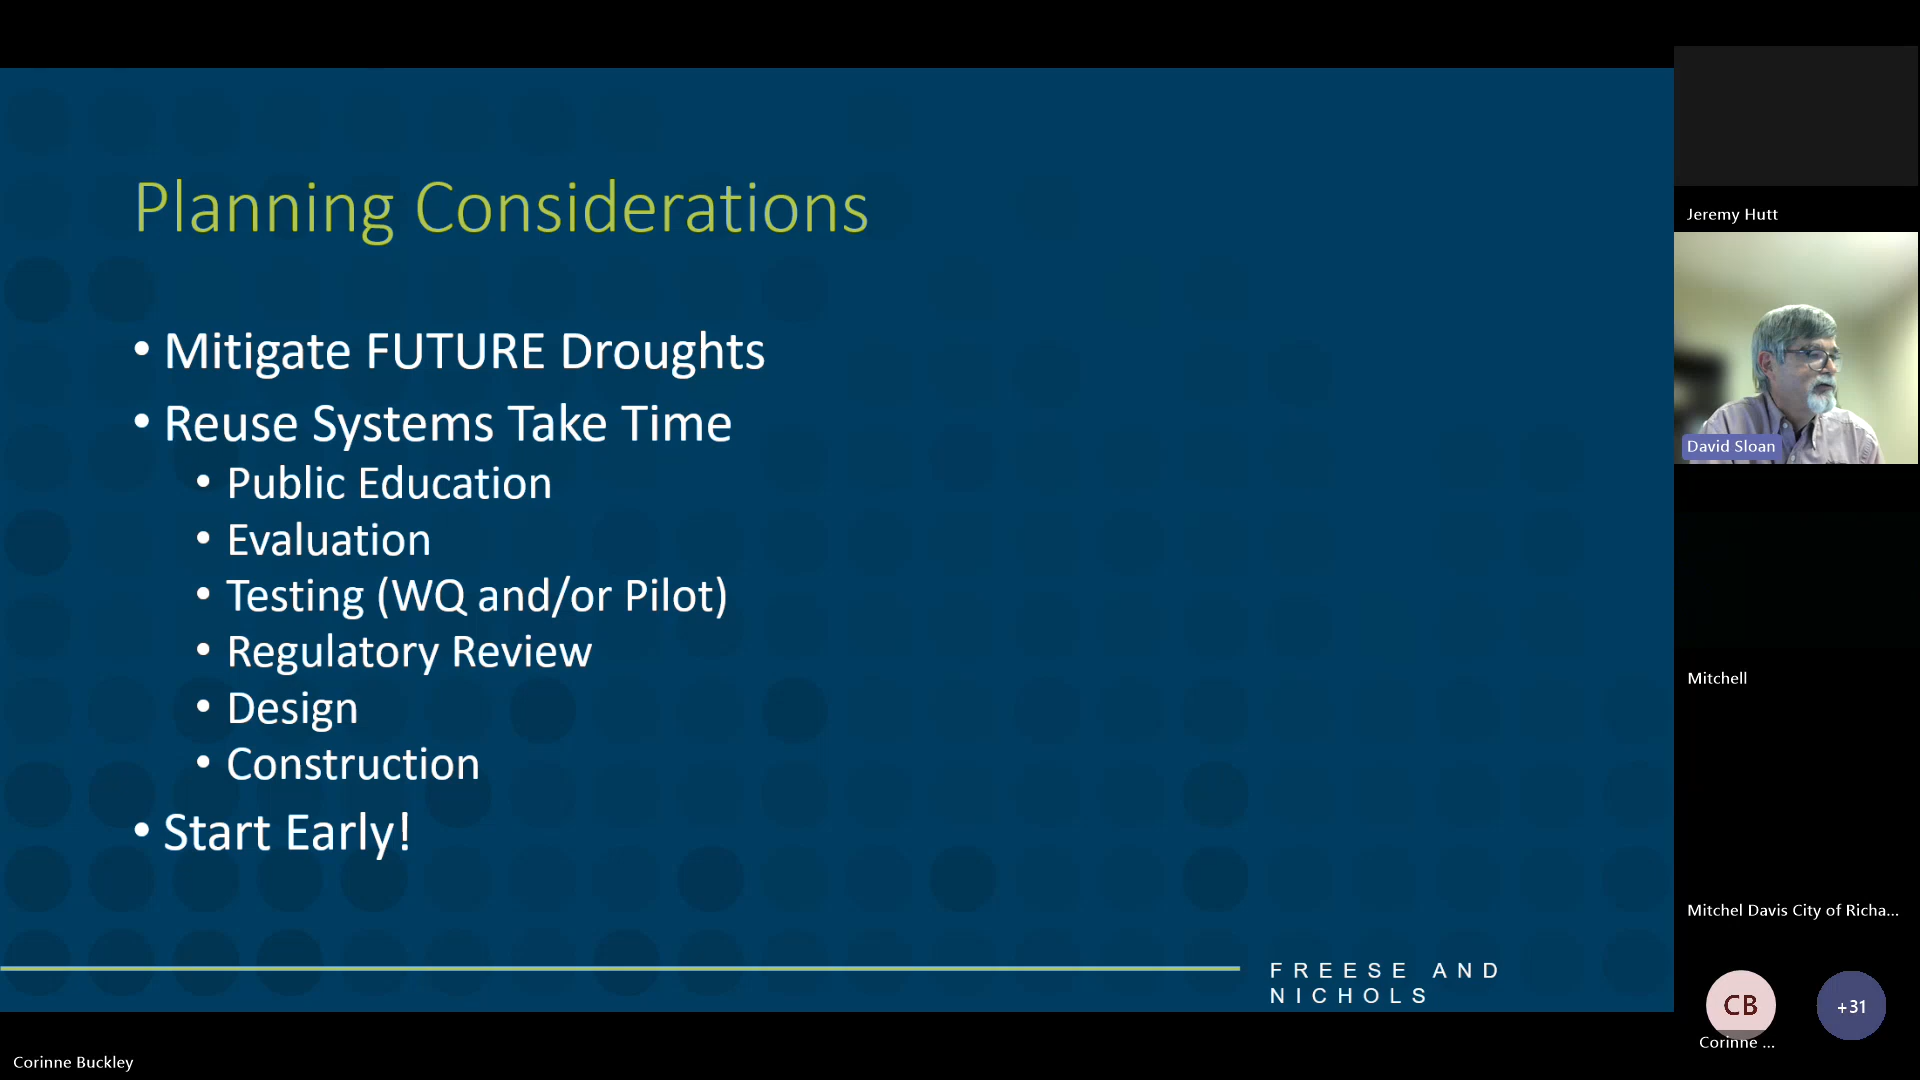 Planning Considerations
• Mitigate FUTURE Droughts
• Reuse Systems Take Time
• Public Education
• Evaluation
• Testing (WQ and/or Pilot)
• Regulatory Review
• Design
• Construction
• Start Early!
FREESE AND
NICHOLS
Jeremy Hutt
David Sloan
Mitchell
Mitchel Davis City of Richa...
CB
+31
Corinne ...
Corinne Buckley